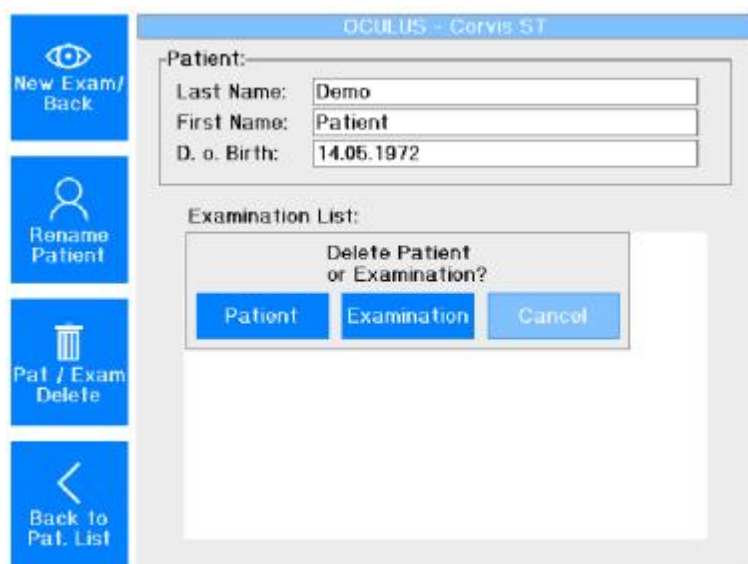 OCULUS - Corvis ST
New Exam/
Back
Rename
Patient
Pat / Exam
Delete
Back to
Pat. List
Patient:
Last Name: Demo
First Name: Patient
D. o. Birth: 14.05.1972
Examination List:
Delete Patient
or Examination?
Patient Examination Cancel